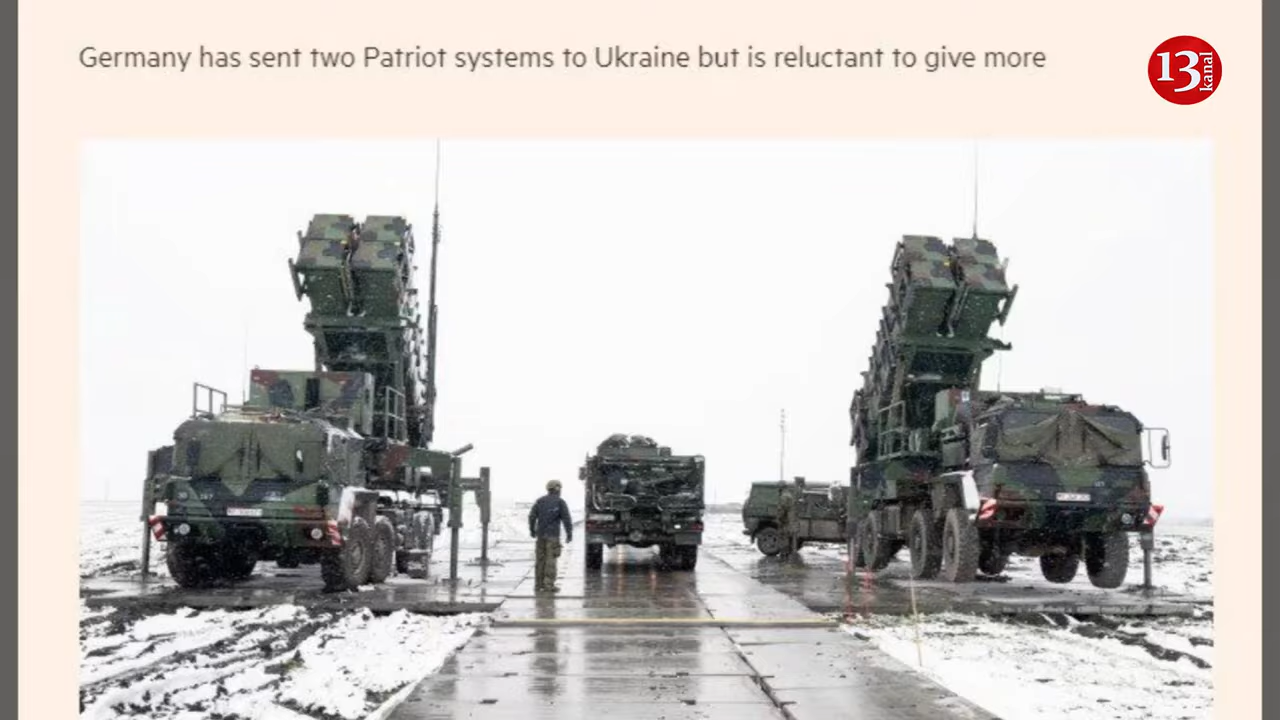 Germany has sent two Patriot systems to Ukraine but is reluctant to give more
13
kanal